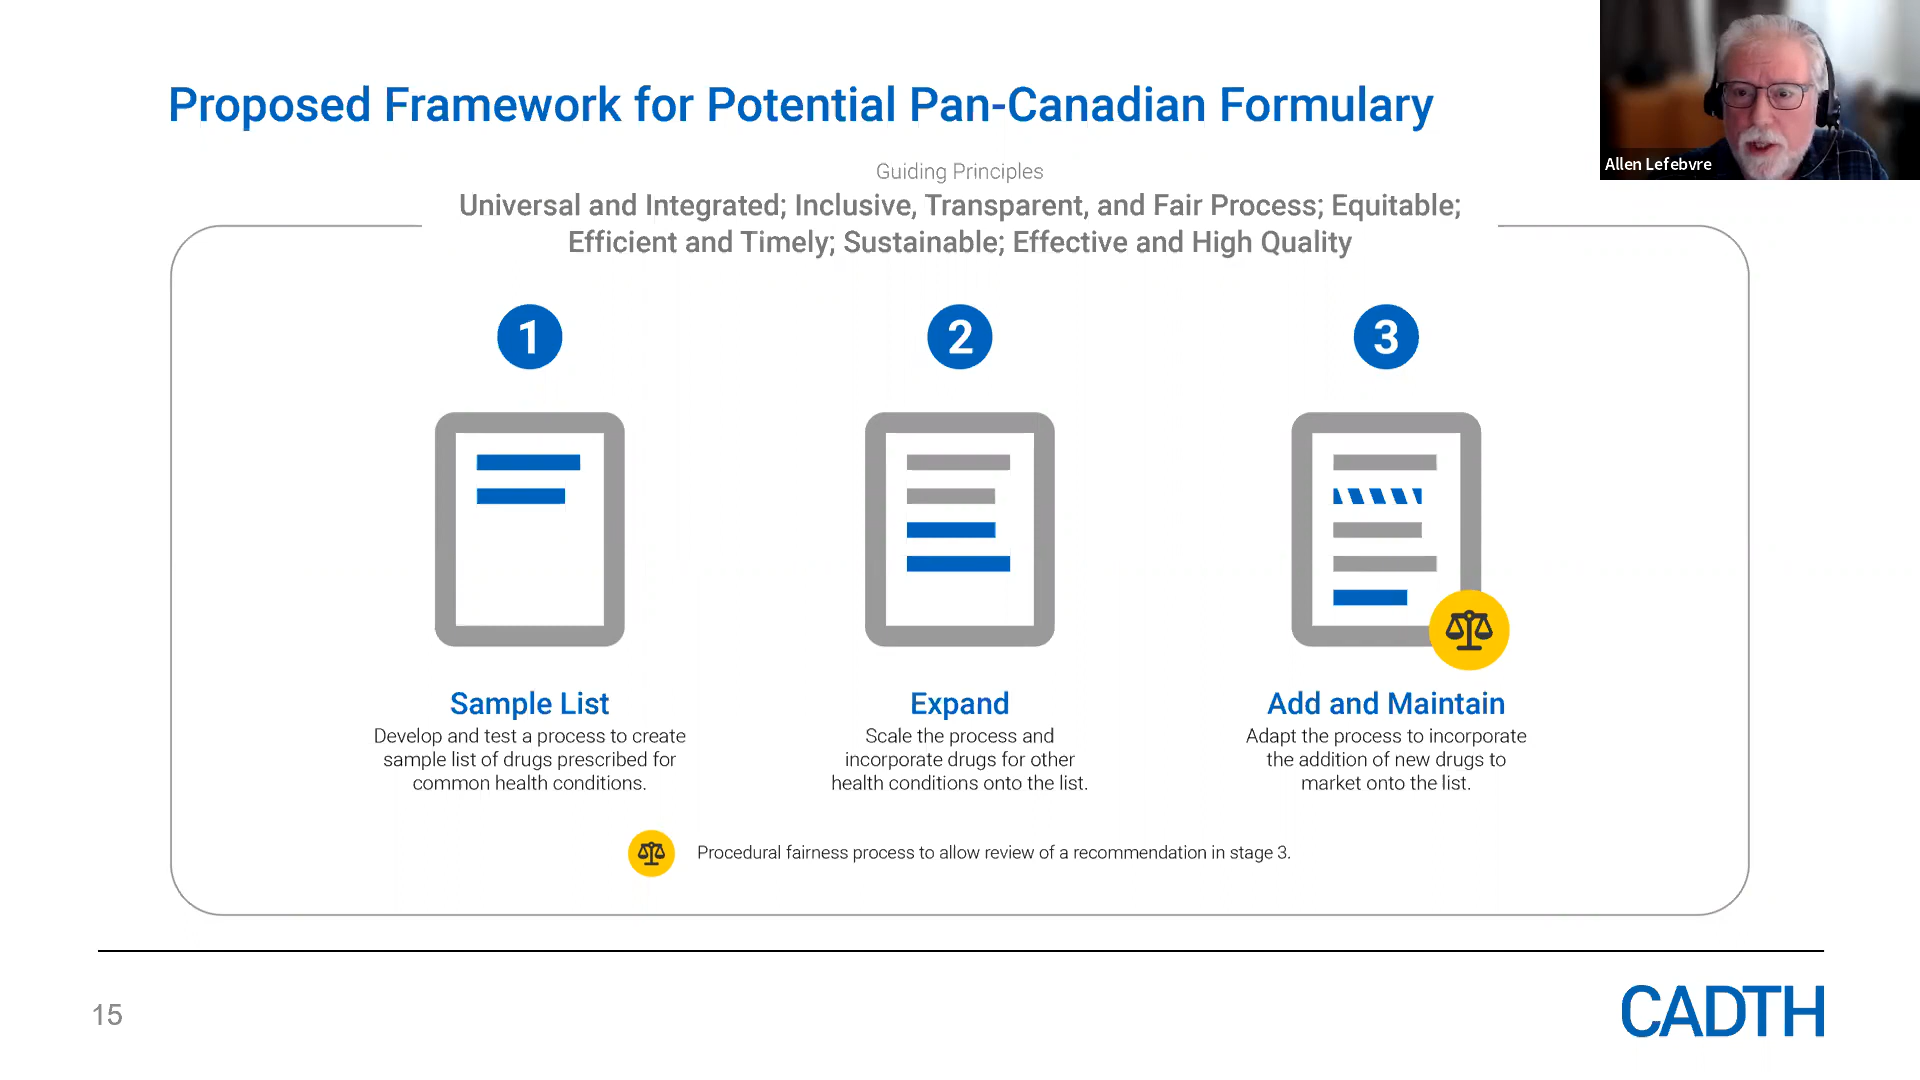 Proposed Framework for Potential Pan-Canadian Formulary
Allen Lefebvre
Guiding Principles
Universal and Integrated; Inclusive, Transparent, and Fair Process; Equitable;
Efficient and Timely; Sustainable; Effective and High Quality
1
2
3
Sample List
Develop and test a process to create
sample list of drugs prescribed for
common health conditions.
Expand
Scale the process and
incorporate drugs for other
health conditions onto the list.
Add and Maintain
Adapt the process to incorporate
the addition of new drugs to
market onto the list.
Procedural fairness process to allow review of a recommendation in stage 3.
15
CADTH